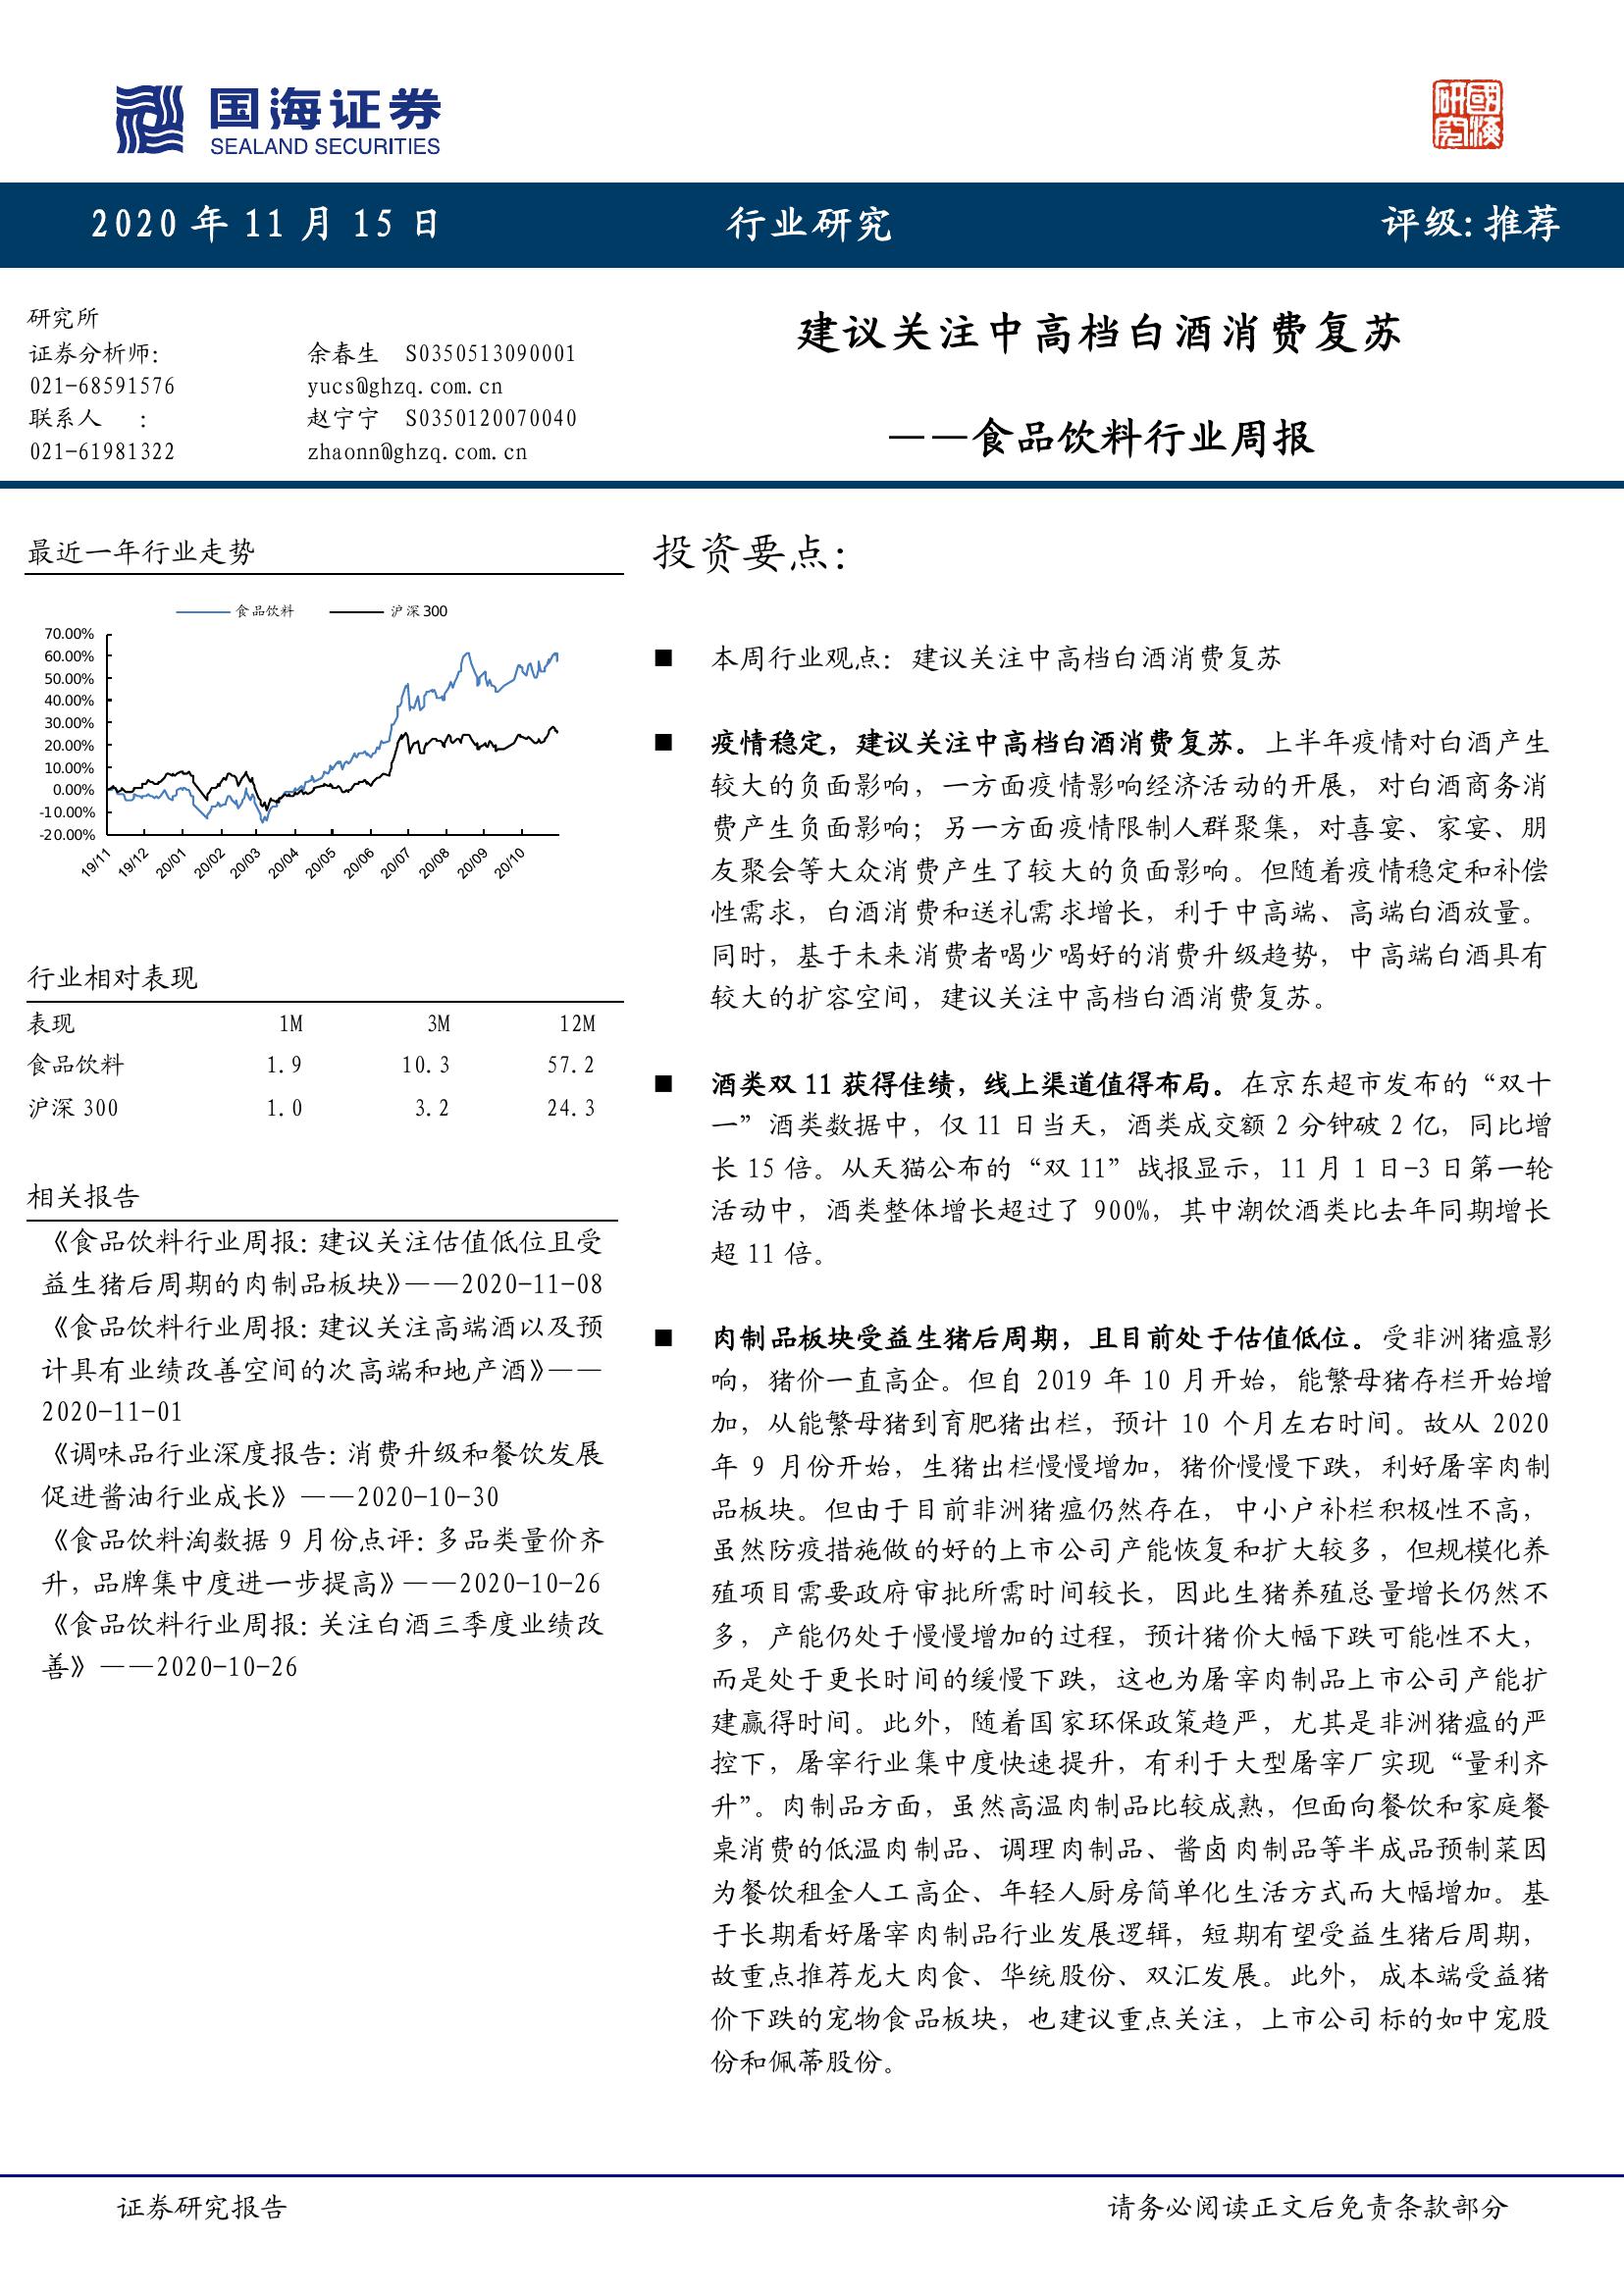 国海证券
SEALAND SECURITIES
國海
研究
2020 年 11 月 15 日
行业研究
评级: 推荐
研究所
证券分析师: 余春生 S0350513090001
021-68591576 yucs@ghzq.com.cn
联系人 : 赵宁宁 S0350120070040
021-61981322 zhaonn@ghzq.com.cn
建议关注中高档白酒消费复苏
——食品饮料行业周报
最近一年行业走势
食品饮料 沪深300
70.00%
60.00%
50.00%
40.00%
30.00%
20.00%
10.00%
0.00%
-10.00%
-20.00%
19/11 19/12 20/01 20/02 20/03 20/04 20/05 20/06 20/07 20/08 20/09 20/10
行业相对表现
表现 1M 3M 12M
食品饮料 1.9 10.3 57.2
沪深 300 1.0 3.2 24.3
相关报告
《食品饮料行业周报: 建议关注估值低位且受
益生猪后周期的肉制品板块》——2020-11-08
《食品饮料行业周报: 建议关注高端酒以及预
计具有业绩改善空间的次高端和地产酒》——
2020-11-01
《调味品行业深度报告: 消费升级和餐饮发展
促进酱油行业成长》——2020-10-30
《食品饮料淘数据 9 月份点评: 多品类量价齐
升, 品牌集中度进一步提高》——2020-10-26
《食品饮料行业周报: 关注白酒三季度业绩改
善》——2020-10-26
投资要点:
■ 本周行业观点: 建议关注中高档白酒消费复苏
■ 疫情稳定，建议关注中高档白酒消费复苏。上半年疫情对白酒产生
较大的负面影响，一方面疫情影响经济活动的开展，对白酒商务消
费产生负面影响；另一方面疫情限制人群聚集，对喜宴、家宴、朋
友聚会等大众消费产生了较大的负面影响。但随着疫情稳定和补偿
性需求，白酒消费和送礼需求增长，利于中高端、高端白酒放量。
同时，基于未来消费者喝少喝好的消费升级趋势，中高端白酒具有
较大的扩容空间，建议关注中高档白酒消费复苏。
■ 酒类双 11 获得佳绩，线上渠道值得布局。在京东超市发布的“双十
一”酒类数据中，仅 11 日当天，酒类成交额 2 分钟破 2 亿，同比增
长 15 倍。从天猫公布的“双 11”战报显示，11 月 1 日-3 日第一轮
活动中，酒类整体增长超过了 900%，其中潮饮酒类比去年同期增长
超 11 倍。
■ 肉制品板块受益生猪后周期，且目前处于估值低位。受非洲猪瘟影
响，猪价一直高企。但自 2019 年 10 月开始，能繁母猪存栏开始增
加，从能繁母猪到育肥猪出栏，预计 10 个月左右时间。故从 2020
年 9 月份开始，生猪出栏慢慢增加，猪价慢慢下跌，利好屠宰肉制
品板块。但由于目前非洲猪瘟仍然存在，中小户补栏积极性不高，
虽然防疫措施做的好的上市公司产能恢复和扩大较多，但规模化养
殖项目需要政府审批所需时间较长，因此生猪养殖总量增长仍然不
多，产能仍处于慢慢增加的过程，预计猪价大幅下跌可能性不大，
而是处于更长时间的缓慢下跌，这也为屠宰肉制品上市公司产能扩
建赢得时间。此外，随着国家环保政策趋严，尤其是非洲猪瘟的严
控下，屠宰行业集中度快速提升，有利于大型屠宰厂实现“量利齐
升”。肉制品方面，虽然高温肉制品比较成熟，但面向餐饮和家庭餐
桌消费的低温肉制品、调理肉制品、酱卤肉制品等半成品预制菜因
为餐饮租金人工高企、年轻人厨房简单化生活方式而大幅增加。基
于长期看好屠宰肉制品行业发展逻辑，短期有望受益生猪后周期，
故重点推荐龙大肉食、华统股份、双汇发展。此外，成本端受益猪
价下跌的宠物食品板块，也建议重点关注，上市公司标的如中宠股
份和佩蒂股份。
证券研究报告
请务必阅读正文后免责条款部分